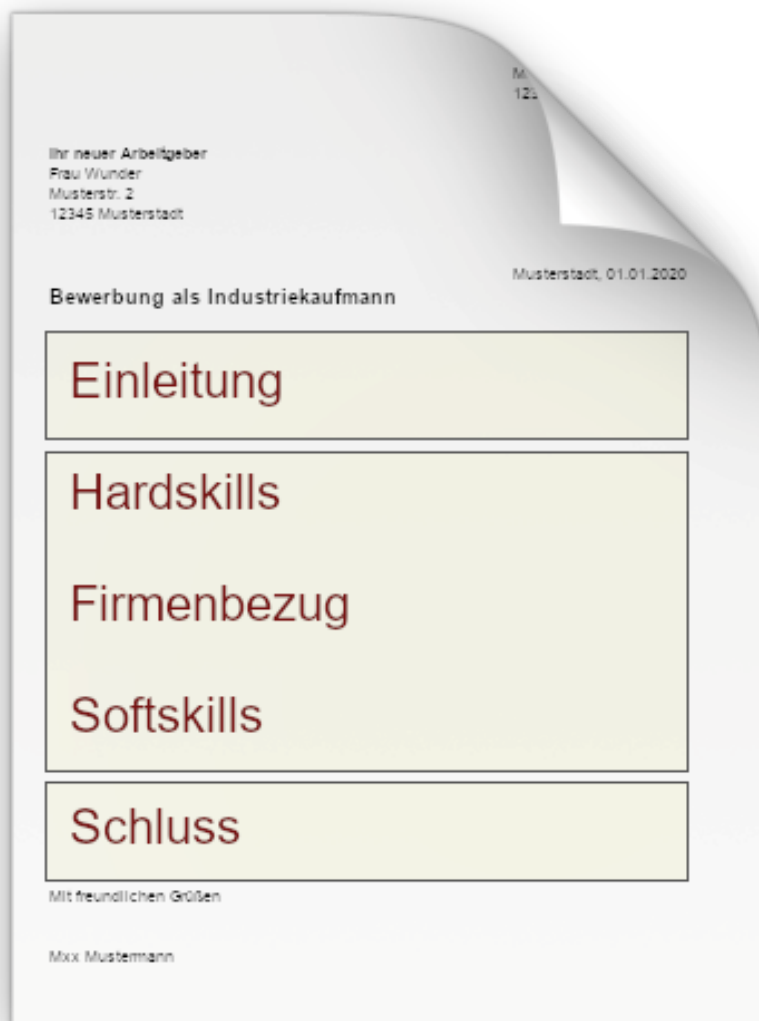 Ihr neuer Arbeitgeber
Frau Wunder
Musterstr. 2
12345 Musterstadt
Musterstadt, 01.01.2020
Bewerbung als Industriekaufmann
Einleitung
Hardskills
Firmenbezug
Softskills
Schluss
Mit freundlichen Grüßen
Mxx Mustermann